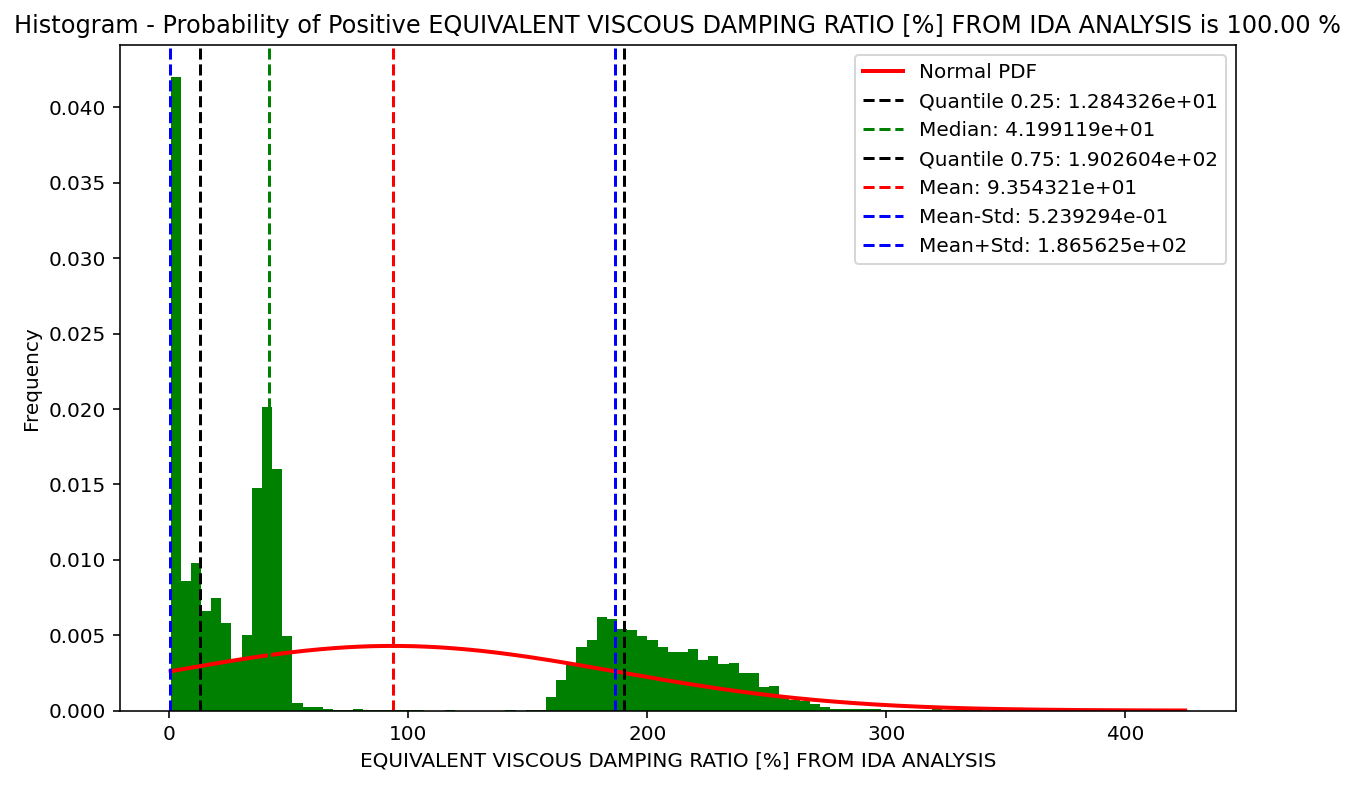 Histogram - Probability of Positive EQUIVALENT VISCOUS DAMPING RATIO [%] FROM IDA ANALYSIS is 100.00 %
Normal PDF
Quantile 0.25: 1.284326e+01
Median: 4.199119e+01
Quantile 0.75: 1.902604e+02
Mean: 9.354321e+01
Mean-Std: 5.239294e-01
Mean+Std: 1.865625e+02
Frequency
0.040
0.035
0.030
0.025
0.020
0.015
0.010
0.005
0.000
0
100
200
300
400
EQUIVALENT VISCOUS DAMPING RATIO [%] FROM IDA ANALYSIS